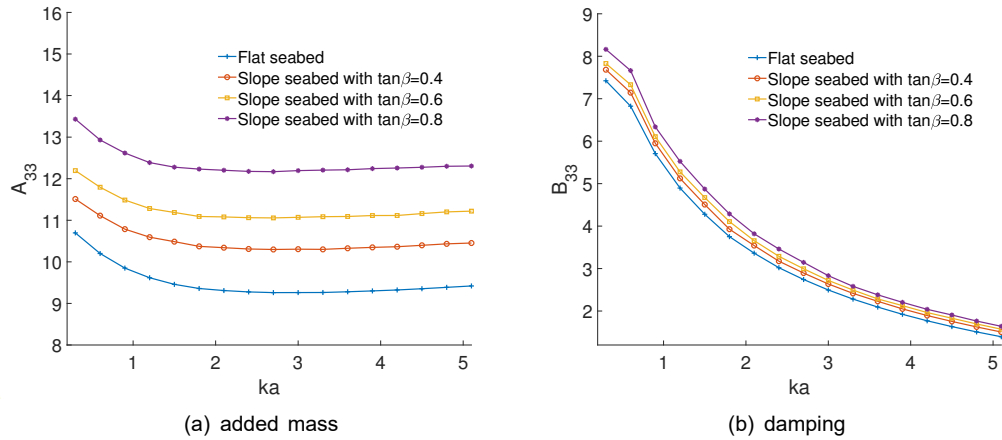 16
15
14
13
12
11
10
9
8
A33
Flat seabed
Slope seabed with tanβ=0.4
Slope seabed with tanβ=0.6
Slope seabed with tanβ=0.8
1 2 3 4 5
ka
(a) added mass
9
8
7
6
5
4
3
2
B33
Flat seabed
Slope seabed with tanβ=0.4
Slope seabed with tanβ=0.6
Slope seabed with tanβ=0.8
1 2 3 4 5
ka
(b) damping